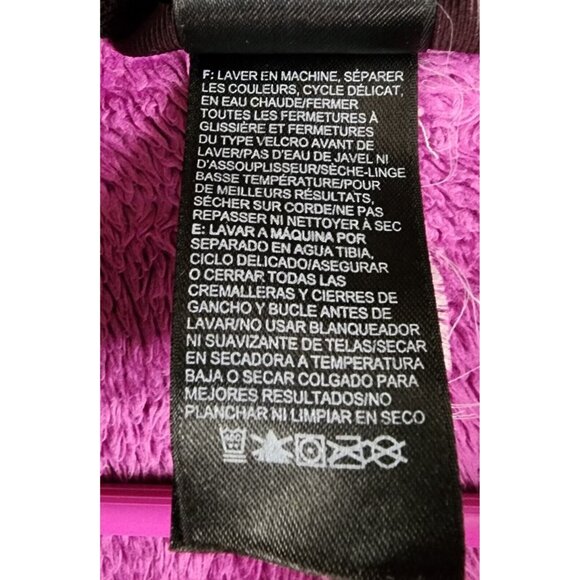 F: LAVER EN MACHINE, SÉPARER
LES COULEURS, CYCLE DÉLICAT,
EN EAU CHAUDE/FERMER
TOUTES LES FERMETURES À
GLISSIÈRE ET FERMETURES
DU TYPE VELCRO AVANT DE
LAVER/PAS D'EAU DE JAVEL NI
D'ASSOUPLISSEUR/SÈCHE-LINGE
BASSE TEMPÉRATURE/POUR
DE MEILLEURS RÉSULTATS,
SÉCHER SUR CORDE/NE PAS
REPASSER NI NETTOYER À SEC
E: LAVAR A MÁQUINA POR
SEPARADO EN AGUA TIBIA,
CICLO DELICADO/ASEGURAR
O CERRAR TODAS LAS
CREMALLERAS Y CIERRES DE
GANCHO Y BUCLE ANTES DE
LAVAR/NO USAR BLANQUEADOR
NI SUAVIZANTE DE TELAS/SECAR
EN SECADORA A TEMPERATURA
BAJA O SECAR COLGADO PARA
MEJORES RESULTADOS/NO
PLANCHAR NI LIMPIAR EN SECO